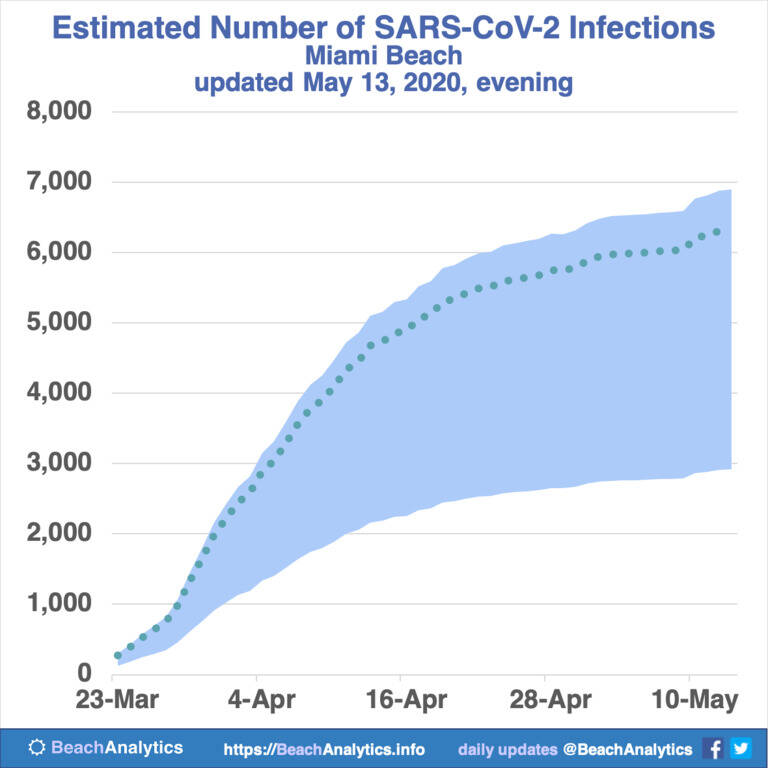 Estimated Number of SARS-CoV-2 Infections
Miami Beach
updated May 13, 2020, evening
8,000
7,000
6,000
5,000
4,000
3,000
2,000
1,000
0
23-Mar 4-Apr 16-Apr 28-Apr 10-May
BeachAnalytics https://BeachAnalytics.info daily updates @BeachAnalytics